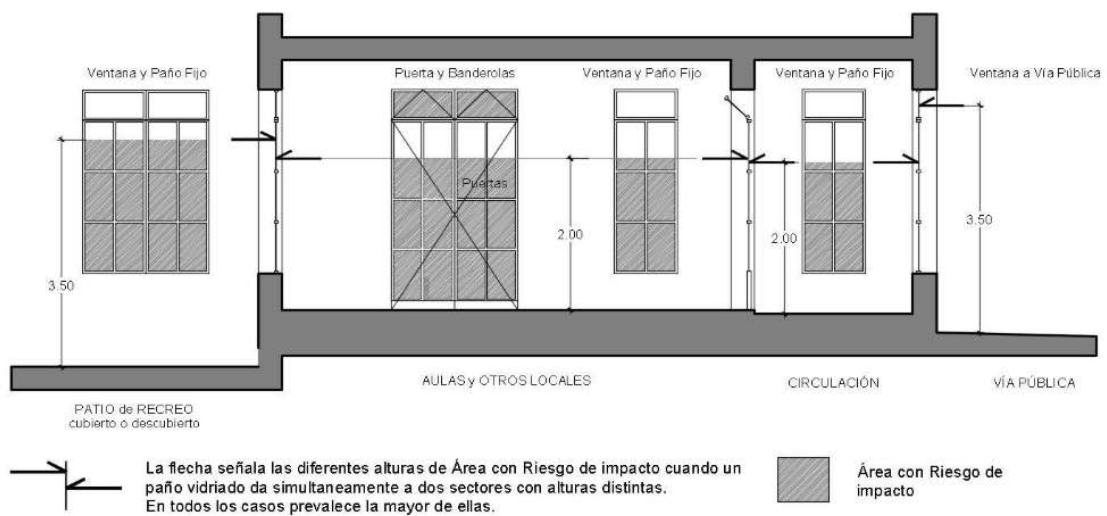 Ventana y Paño Fijo
Puerta y Banderolas
Ventana y Paño Fijo
Ventana y Paño Fijo
Ventana a Vía Pública
Puertas
3.50
2.00
2.00
3.50
AULAS y OTROS LOCALES
CIRCULACIÓN
VÍA PÚBLICA
PATIO de RECREO
cubierto o descubierto
La flecha señala las diferentes alturas de Área con Riesgo de impacto cuando un
paño vidriado da simultaneamente a dos sectores con alturas distintas.
En todos los casos prevalece la mayor de ellas.
Área con Riesgo de
impacto